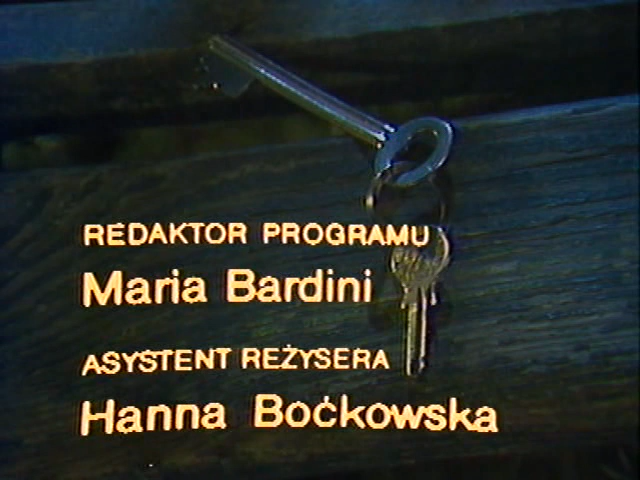 REDAKTOR PROGRAMU
Maria Bardini
ASYSTENT REŻYSERA
Hanna Boćkowska